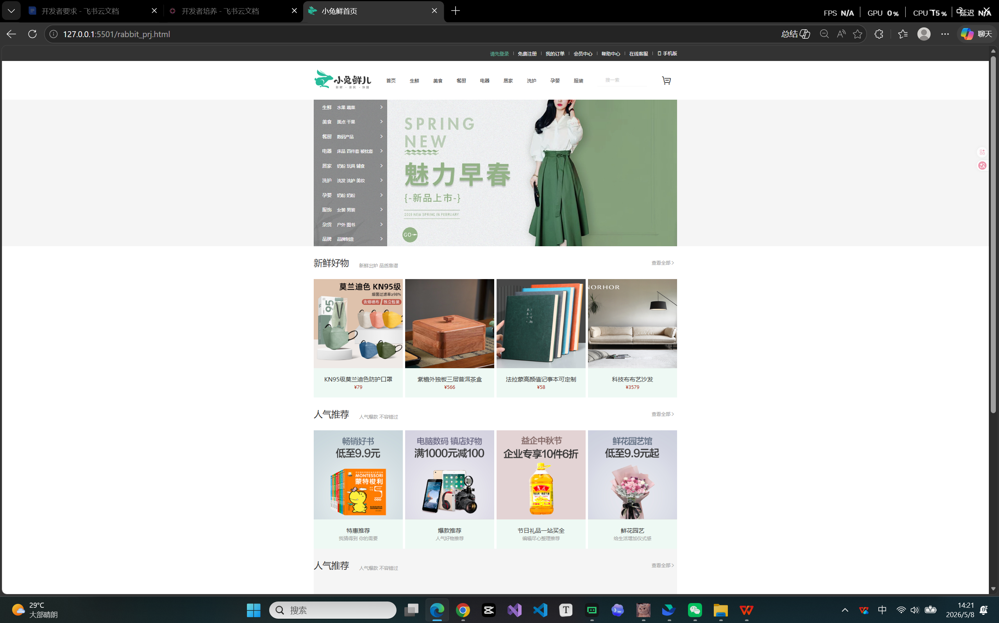 开发者要求 - 飞书云文档
开发者培养 - 飞书云文档
小兔鲜首页
FPS N/A GPU 0% CPU 15% 延迟 N/A
127.0.0.1:5501/rabbit_prj.html
总结
聊天
请先登录 免费注册 我的订单 会员中心 帮助中心 在线客服 手机版
小兔鲜儿
新鲜 · 亲民 · 快捷
首页 生鲜 美食 餐厨 电器 居家 洗护 孕婴 服装
搜一索
生鲜 水果 蔬菜
美食 面点 干果
餐厨 数码产品
电器 床品 四件套 被枕套
居家 奶粉 玩具 辅食
洗护 洗发 洗护 美妆
孕婴 奶粉 奶粉
服饰 女装 男装
杂货 户外 图书
品牌 品牌制造
SPRING
NEW
魅力早春
{-新品上市-}
2019 NEW SPRING IN FEBRUARY
GO
新鲜好物 新鲜出炉 品质靠谱 查看全部
莫兰迪色 KN95级
细菌过滤率≥98%
含熔喷布 / 独立包装
95
NORHOR
KN95级莫兰迪色防护口罩
¥79
紫檀外独板三层普洱茶盒
¥566
法拉蒙高颜值记事本可定制
¥58
科技布布艺沙发
¥3579
人气推荐 人气爆款 不容错过 查看全部
畅销好书
低至9.9元
MONTESSORI
蒙特梭利
电脑数码 镇店好物
满1000元减100
益企中秋节
企业专享10件6折
鲜花园艺馆
低至9.9元起
特惠推荐
我猜得到 你的需要
爆款推荐
人气好物推荐
节日礼品一站买全
编辑尽心整理推荐
鲜花园艺
给生活增加仪式感
人气推荐 人气爆款 不容错过 查看全部
29°C
大部晴朗
搜索
中
14:21
2026/5/8